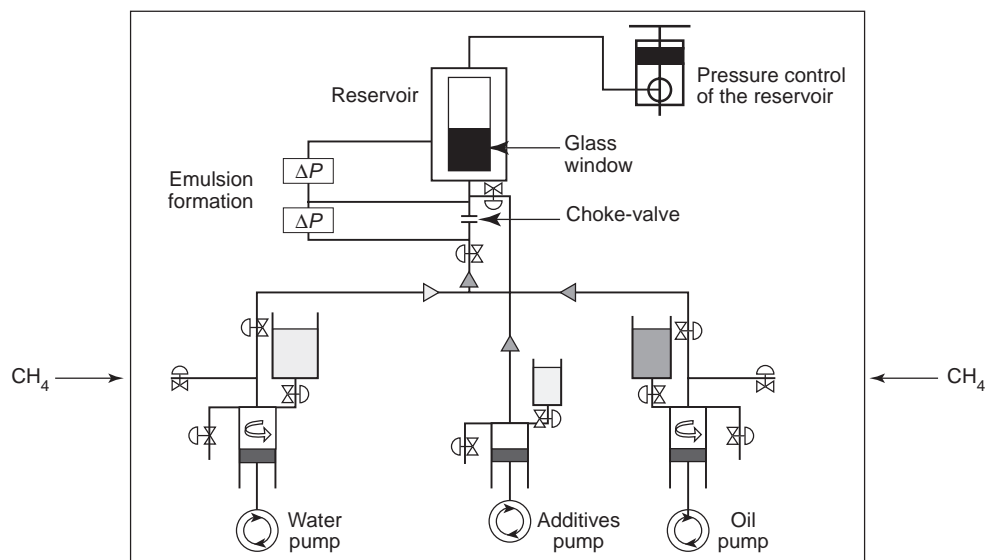 Reservoir
Pressure control
of the reservoir
Glass
window
ΔP
Emulsion
formation
ΔP
Choke-valve
CH₄
CH₄
Water
pump
Additives
pump
Oil
pump